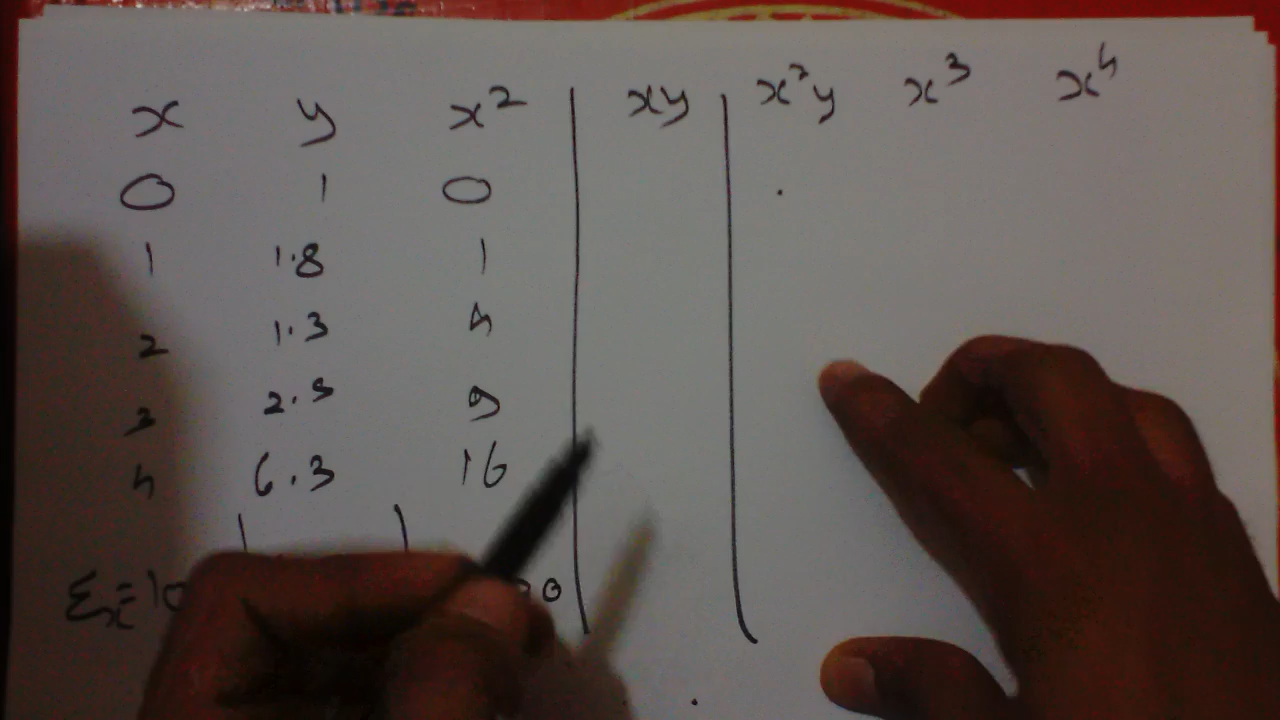 x y x² xy x²y x³ x⁴
0 1 0
1 1.8 1
2 1.3 4
3 2.5 9
4 6.3 16
Σx=10